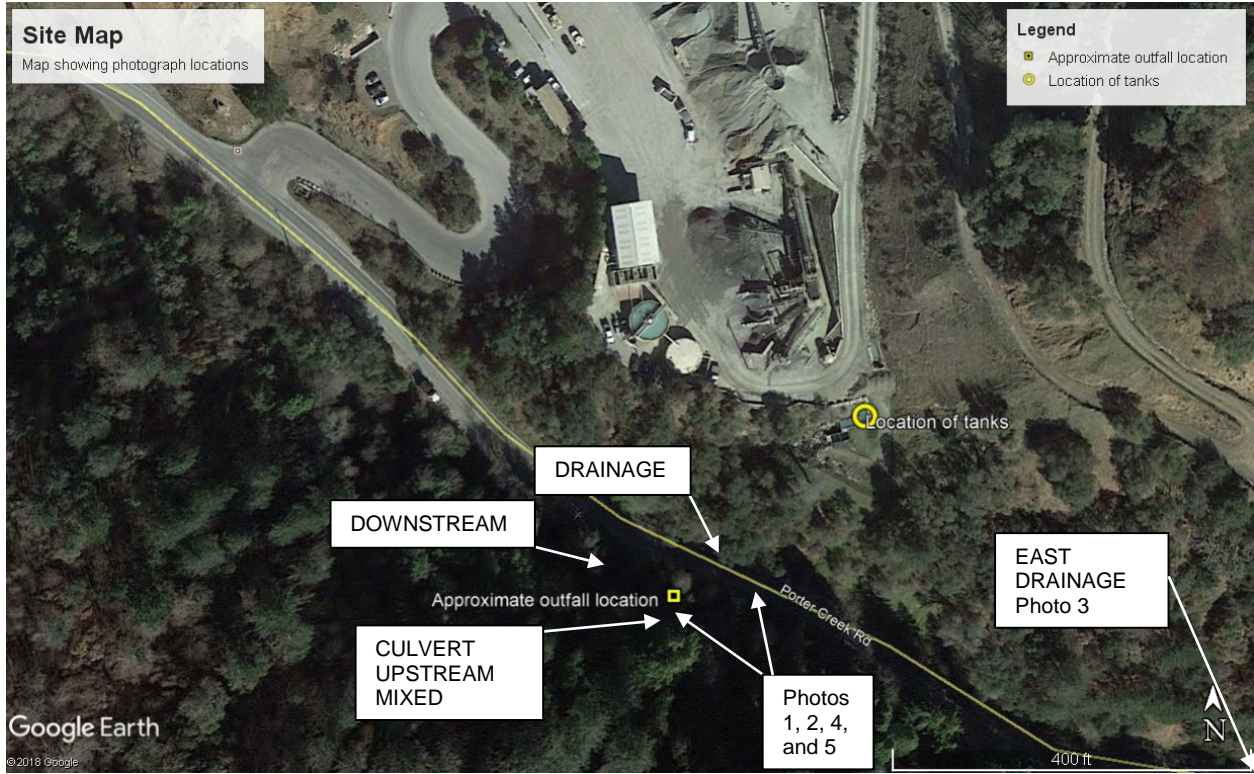 Site Map
Map showing photograph locations
Legend
Approximate outfall location
Location of tanks
Location of tanks
DRAINAGE
DOWNSTREAM
Approximate outfall location
Porter Creek Rd
EAST
DRAINAGE
Photo 3
CULVERT
UPSTREAM
MIXED
Photos
1, 2, 4,
and 5
N
Google Earth
©2018 Google
400 ft